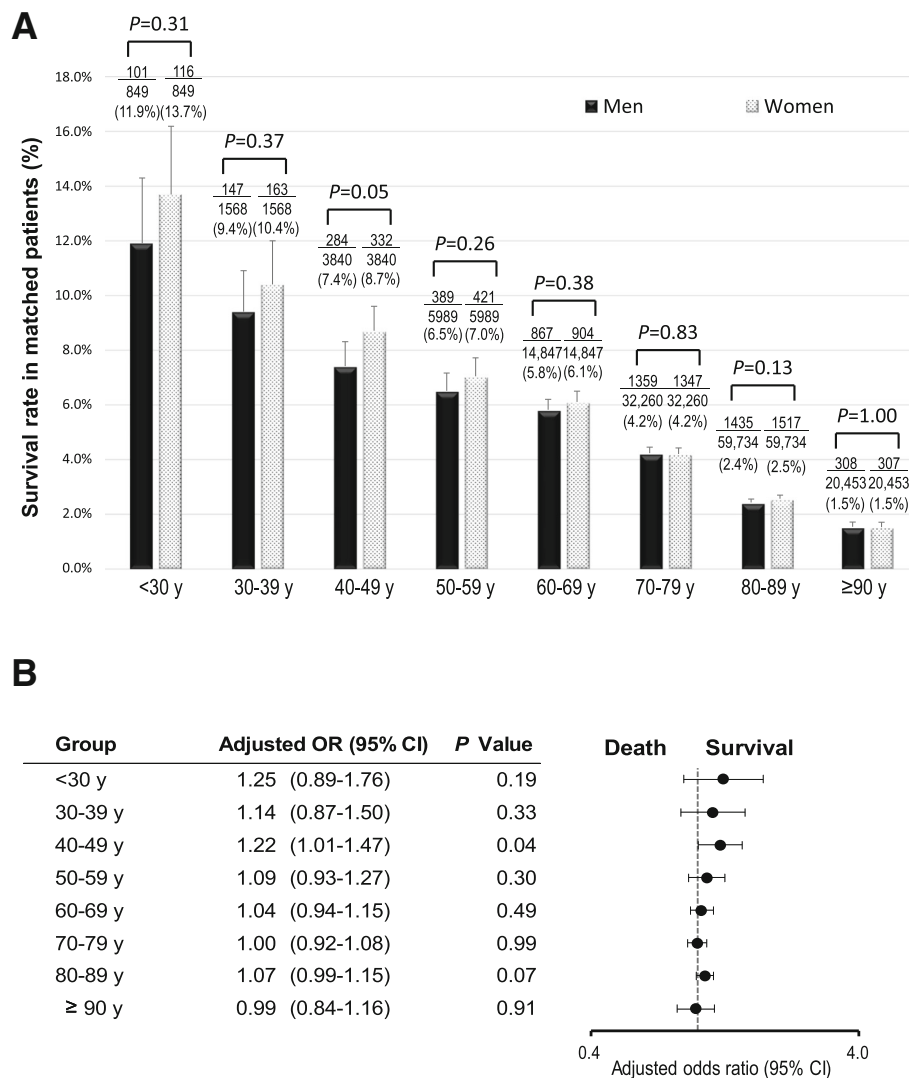 A
P=0.31
101 116
849 849
(11.9%) (13.7%)
Men Women
P=0.37
147 163
1568 1568
(9.4%) (10.4%)
P=0.05
284 332
3840 3840
(7.4%) (8.7%)
P=0.26
389 421
5989 5989
(6.5%) (7.0%)
P=0.38
867 904
14,847 14,847
(5.8%) (6.1%)
P=0.83
1359 1347
32,260 32,260
(4.2%) (4.2%)
P=0.13
1435 1517
59,734 59,734
(2.4%) (2.5%)
P=1.00
308 307
20,453 20,453
(1.5%) (1.5%)
Survival rate in matched patients (%)
18.0%
16.0%
14.0%
12.0%
10.0%
8.0%
6.0%
4.0%
2.0%
0.0%
<30 y 30-39 y 40-49 y 50-59 y 60-69 y 70-79 y 80-89 y ≥90 y
B
Group Adjusted OR (95% CI) P Value Death Survival
<30 y 1.25 (0.89-1.76) 0.19
30-39 y 1.14 (0.87-1.50) 0.33
40-49 y 1.22 (1.01-1.47) 0.04
50-59 y 1.09 (0.93-1.27) 0.30
60-69 y 1.04 (0.94-1.15) 0.49
70-79 y 1.00 (0.92-1.08) 0.99
80-89 y 1.07 (0.99-1.15) 0.07
≥ 90 y 0.99 (0.84-1.16) 0.91
0.4 4.0
Adjusted odds ratio (95% CI)